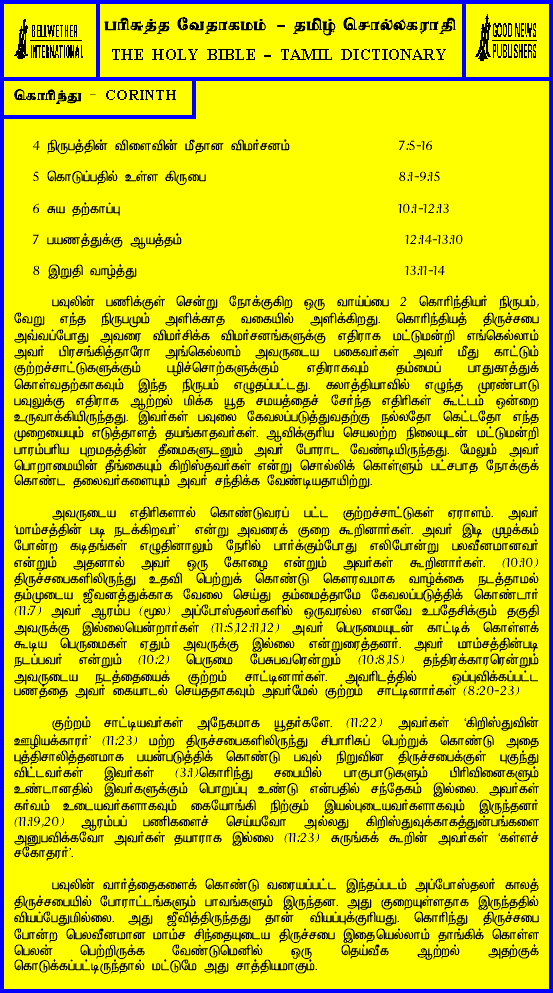 BELLWETHER
INTERNATIONAL
பரிசுத்த வேதாகமம் - தமிழ் சொல்லகராதி
THE HOLY BIBLE - TAMIL DICTIONARY
GOOD NEWS
PUBLISHERS
கொரிந்து - CORINTH
4 நிருபத்தின் விளைவின் மீதான விமர்சனம் 7:5-16
5 கொடுப்பதில் உள்ள கிருபை 8:1-9:15
6 சுய தற்காப்பு 10:1-12:13
7 பயணத்துக்கு ஆயத்தம் 12:14-13:10
8 இறுதி வாழ்த்து 13:11-14
பவுலின் பணிக்குள் சென்று நோக்குகிற ஒரு வாய்ப்பை 2 கொரிந்தியர் நிருபம்,
வேறு எந்த நிருபமும் அளிக்காத வகையில் அளிக்கிறது. கொரிந்தியத் திருச்சபை
அவ்வப்போது அவரை விமர்சிக்க விமர்சனங்களுக்கு எதிராக மட்டுமன்றி எங்கெல்லாம்
அவர் பிரசங்கித்தாரோ அங்கெல்லாம் அவருடைய பகைவர்கள் அவர் மீது காட்டும்
குற்றச்சாட்டுகளுக்கும் பழிச்சொற்களுக்கும் எதிராகவும் தம்மைப் பாதுகாத்துக்
கொள்வதற்காகவும் இந்த நிருபம் எழுதப்பட்டது. கலாத்தியாவில் எழுந்த முரண்பாடு
பவுலுக்கு எதிராக ஆற்றல் மிக்க யூத சமயத்தைச் சேர்ந்த எதிரிகள் கூட்டம் ஒன்றை
உருவாக்கியிருந்தது. இவர்கள் பவுலை கேவலப்படுத்துவதற்கு நல்லதோ கெட்டதோ எந்த
முறையையும் எடுத்தாளத் தயங்காதவர்கள். ஆவிக்குரிய செயலற்ற நிலையுடன் மட்டுமன்றி
பாரம்பரிய புறமதத்தின் தீமைகளுடனும் அவர் போராட வேண்டியிருந்தது. மேலும் அவர்
பொறாமையின் தீங்கையும் கிறிஸ்தவர்கள் என்று சொல்லிக் கொள்ளும் பட்சபாத நோக்குக்
கொண்ட தலைவர்களையும் அவர் சந்திக்க வேண்டியதாயிற்று.
அவருடைய எதிரிகளால் கொண்டுவரப் பட்ட குற்றச்சாட்டுகள் ஏராளம். அவர்
'மாம்சத்தின் படி நடக்கிறவர்' என்று அவரைக் குறை கூறினார்கள். அவர் இடி முழக்கம்
போன்ற கடிதங்கள் எழுதினாலும் நேரில் பார்க்கும்போது எலிபோன்று பலவீனமானவர்
என்றும் அதனால் அவர் ஒரு கோழை என்றும் அவர்கள் கூறினார்கள். (10:10)
திருச்சபைகளிலிருந்து உதவி பெற்றுக் கொண்டு கௌரவமாக வாழ்க்கை நடத்தாமல்
தம்முடைய ஜீவனத்துக்காக வேலை செய்து தம்மைத்தாமே கேவலப்படுத்திக் கொண்டார்
(11:7) அவர் ஆரம்ப (மூல) அப்போஸ்தலர்களில் ஒருவரல்ல எனவே உபதேசிக்கும் தகுதி
அவருக்கு இல்லையென்றார்கள் (11:5,12:11,12) அவர் பெருமையுடன் காட்டிக் கொள்ளக்
கூடிய பெருமைகள் ஏதும் அவருக்கு இல்லை என்றுரைத்தனர். அவர் மாம்சத்தின்படி
நடப்பவர் என்றும் (10:2) பெருமை பேசுபவரென்றும் (10:8,15) தந்திரக்காரரென்றும்
அவருடைய நடத்தையைக் குற்றம் சாட்டினார்கள். அவரிடத்தில் ஒப்புவிக்கப்பட்ட
பணத்தை அவர் கையாடல் செய்ததாகவும் அவர்மேல் குற்றம் சாட்டினார்கள் (8:20-23)
குற்றம் சாட்டியவர்கள் அநேகமாக யூதர்களே. (11:22) அவர்கள் 'கிறிஸ்துவின்
ஊழியக்காரர்' (11:23) மற்ற திருச்சபைகளிலிருந்து சிபாரிசுப் பெற்றுக் கொண்டு அதை
புத்திசாலித்தனமாக பயன்படுத்திக் கொண்டு பவுல் நிறுவின திருச்சபைக்குள் புகுந்து
விட்டவர்கள் இவர்கள் (3:1)கொரிந்து சபையில் பாகுபாடுகளும் பிரிவினைகளும்
உண்டானதில் இவர்களுக்கும் பொறுப்பு உண்டு என்பதில் சந்தேகம் இல்லை. அவர்கள்
கர்வம் உடையவர்களாகவும் கையோங்கி நிற்கும் இயல்புடையவர்களாகவும் இருந்தனர்
(11:19,20) ஆரம்பப் பணிகளைச் செய்யவோ அல்லது கிறிஸ்துவுக்காகத்துன்பங்களை
அனுபவிக்கவோ அவர்கள் தயாராக இல்லை (11:23) சுருங்கக் கூறின் அவர்கள் 'கள்ளச்
சகோதரர்'.
பவுலின் வார்த்தைகளைக் கொண்டு வரையப்பட்ட இந்தப்படம் அப்போஸ்தலர் காலத்
திருச்சபையில் போராட்டங்களும் பாவங்களும் இருந்தன. அது குறையுள்ளதாக இருந்ததில்
வியப்பேதுமில்லை. அது ஜீவித்திருந்தது தான் வியப்புக்குரியது. கொரிந்து திருச்சபை
போன்ற பெலவீனமான மாம்ச சிந்தையுடைய திருச்சபை இதையெல்லாம் தாங்கிக் கொள்ள
பெலன் பெற்றிருக்க வேண்டுமெனில் ஒரு தெய்வீக ஆற்றல் அதற்குக்
கொடுக்கப்பட்டிருந்தால் மட்டுமே அது சாத்தியமாகும்.